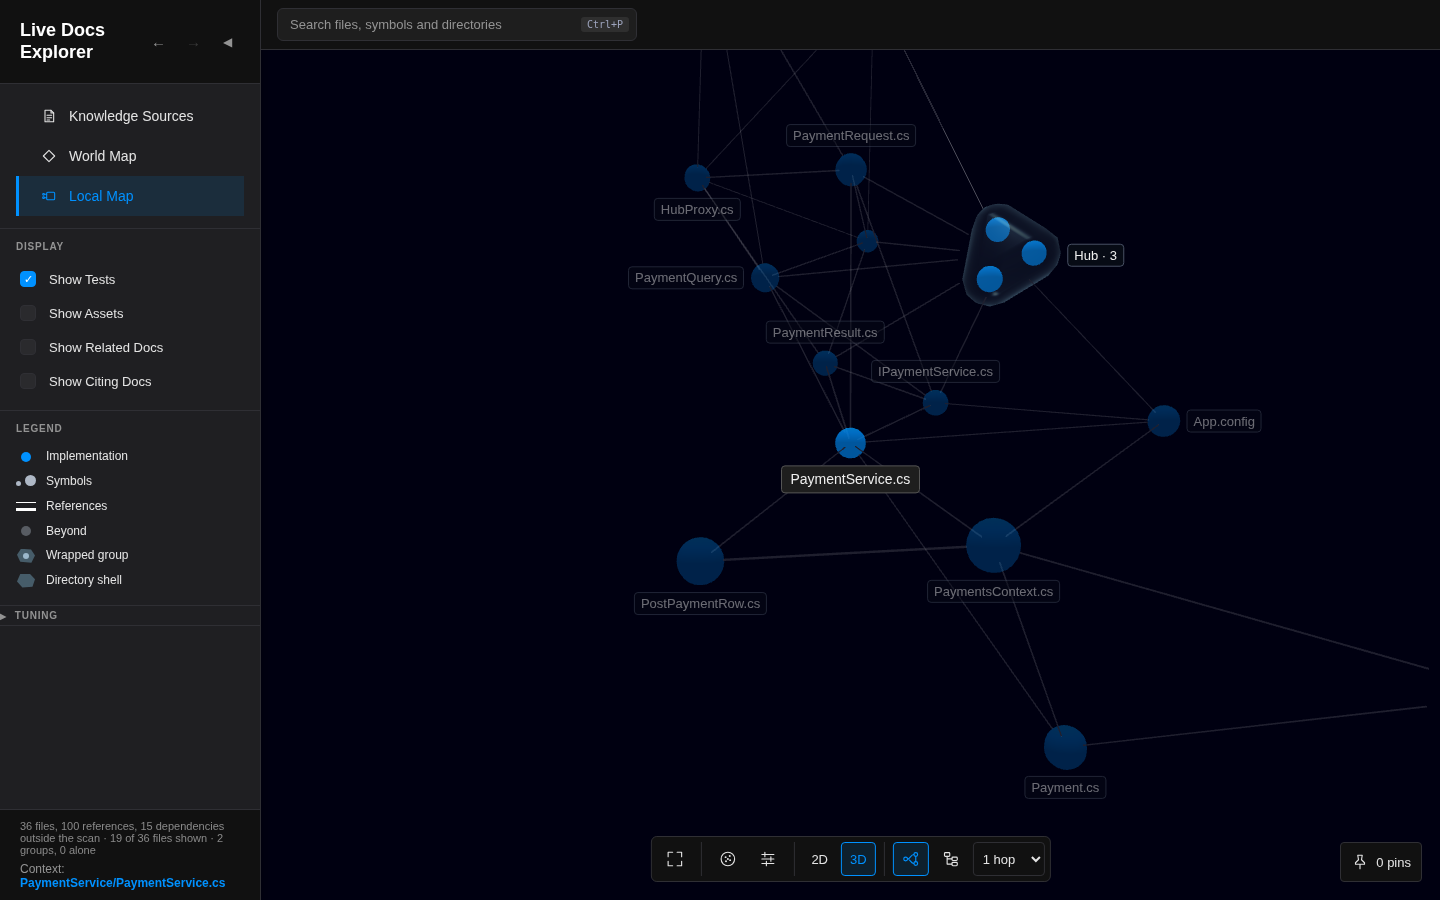 Live Docs
Explorer
Search files, symbols and directories
Ctrl+P
Knowledge Sources
World Map
Local Map
DISPLAY
Show Tests
Show Assets
Show Related Docs
Show Citing Docs
LEGEND
Implementation
Symbols
References
Beyond
Wrapped group
Directory shell
TUNING
36 files, 100 references, 15 dependencies
outside the scan · 19 of 36 files shown · 2
groups, 0 alone
Context:
PaymentService/PaymentService.cs
PaymentRequest.cs
HubProxy.cs
Hub · 3
PaymentQuery.cs
PaymentResult.cs
IPaymentService.cs
App.config
PaymentService.cs
PaymentsContext.cs
PostPaymentRow.cs
Payment.cs
2D
3D
1 hop
0 pins